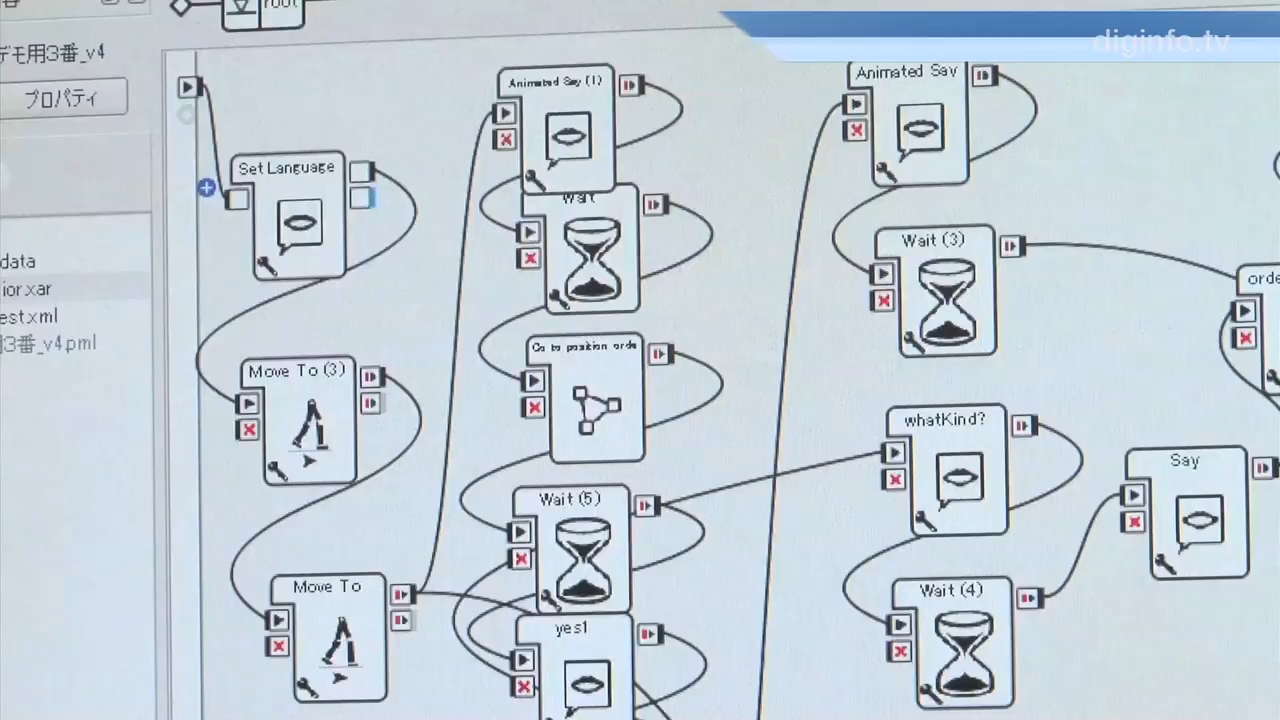 root
diginfo.tv
デモ用3番_v4
プロパティ
data
ior.xar
est.xml
用3番_v4.pml
Set Language
Move To (3)
Move To
Animated Say (1)
Wait
Go to position orde
Wait (5)
yes1
Animated Say
Wait (3)
whatKind?
Wait (4)
orde
Say